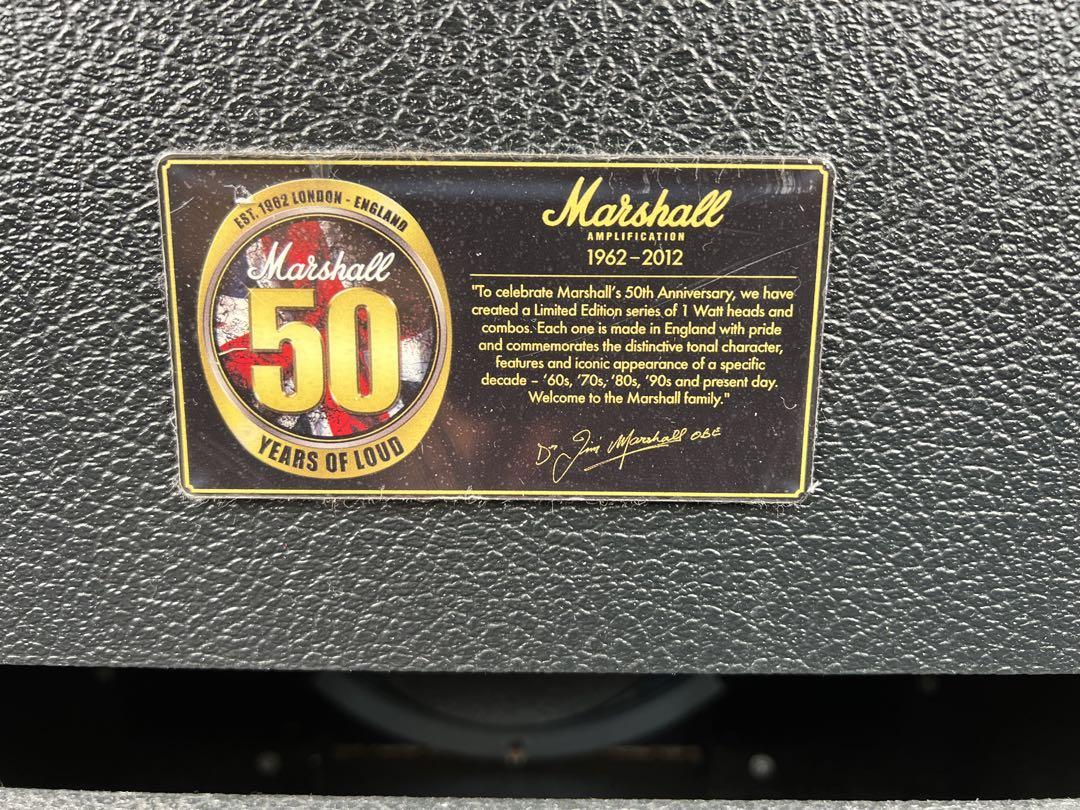 EST. 1962 LONDON - ENGLAND
Marshall
50
YEARS OF LOUD
Marshall
AMPLIFICATION
1962-2012
"To celebrate Marshall's 50th Anniversary, we have
created a Limited Edition series of 1 Watt heads and
combos. Each one is made in England with pride
and commemorates the distinctive tonal character,
features and iconic appearance of a specific
decade – '60s, '70s, '80s, '90s and present day.
Welcome to the Marshall family."
Dr Jim Marshall OBE